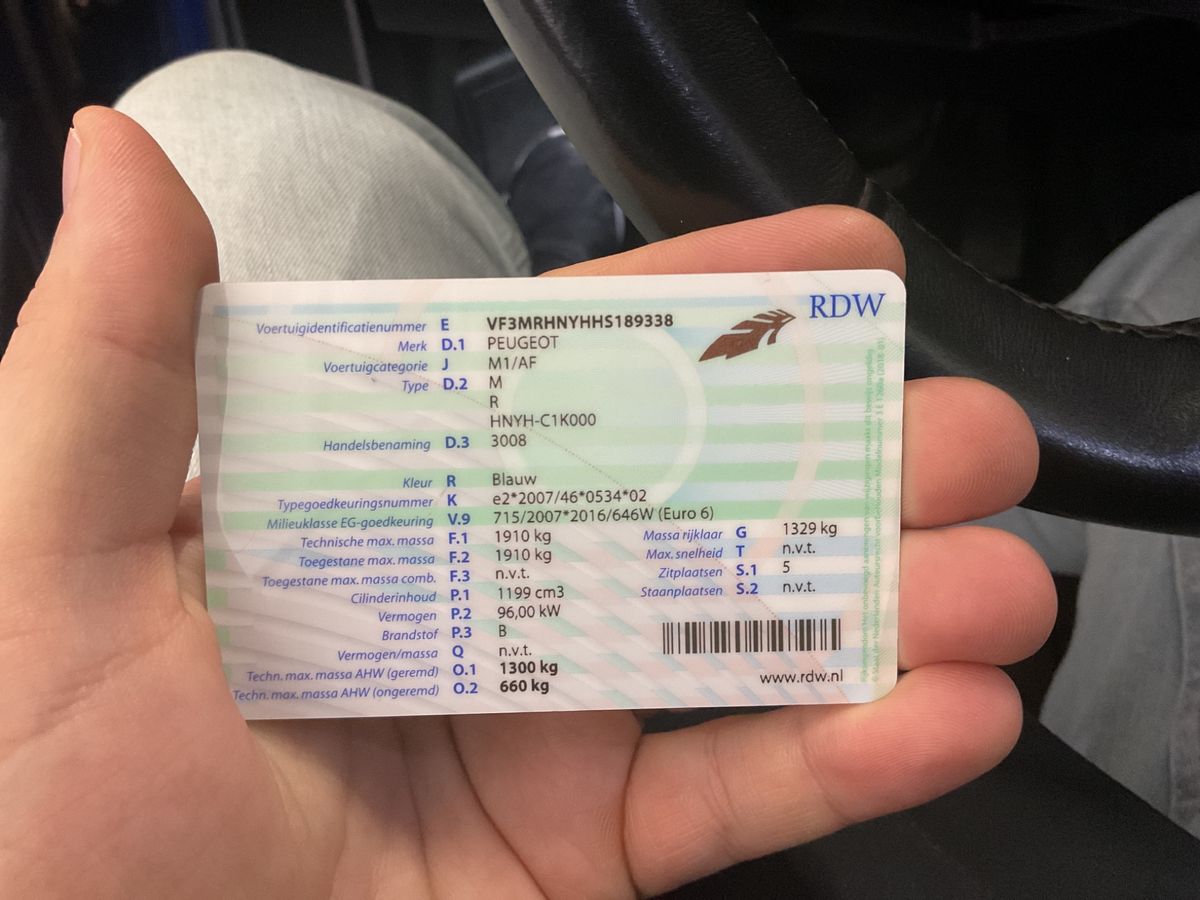 RDW
Voertuigidentificatienummer E VF3MRHNYHHS189338
Merk D.1 PEUGEOT
Voertuigcategorie J M1/AF
Type D.2 M
R
HNYH-C1K000
Handelsbenaming D.3 3008
Kleur R Blauw
Typegoedkeuringsnummer K e2*2007/46*0534*02
Milieuklasse EG-goedkeuring V.9 715/2007*2016/646W (Euro 6)
Technische max. massa F.1 1910 kg Massa rijklaar G 1329 kg
Toegestane max. massa F.2 1910 kg Max. snelheid T n.v.t.
Toegestane max. massa comb. F.3 n.v.t. Zitplaatsen S.1 5
Cilinderinhoud P.1 1199 cm3 Staanplaatsen S.2 n.v.t.
Vermogen P.2 96,00 kW
Brandstof P.3 B
Vermogen/massa Q n.v.t.
Techn. max. massa AHW (geremd) O.1 1300 kg
Techn. max. massa AHW (ongeremd) O.2 660 kg
www.rdw.nl